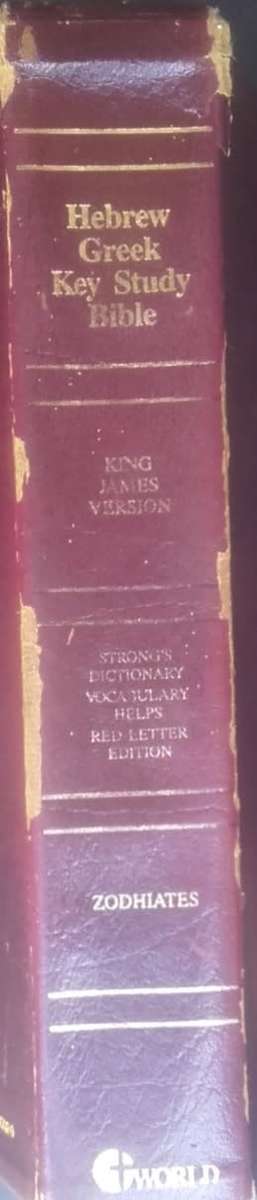 Hebrew
Greek
Key Study
Bible
KING
JAMES
VERSION
STRONG'S
DICTIONARY
VOCABULARY
HELPS
RED LETTER
EDITION
ZODHIATES
WORLD